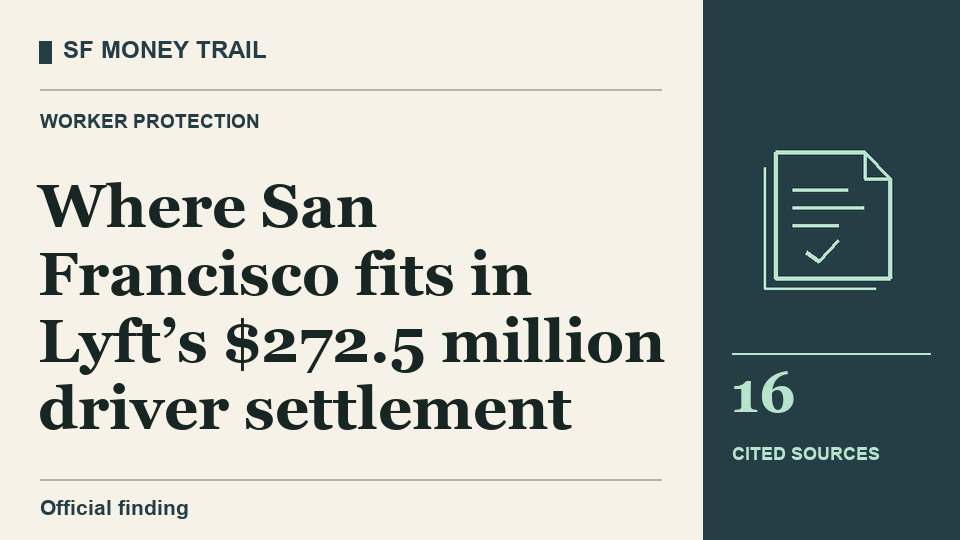 SF MONEY TRAIL
WORKER PROTECTION
Where San
Francisco fits in
Lyft’s $272.5 million
driver settlement
Official finding
16
CITED SOURCES